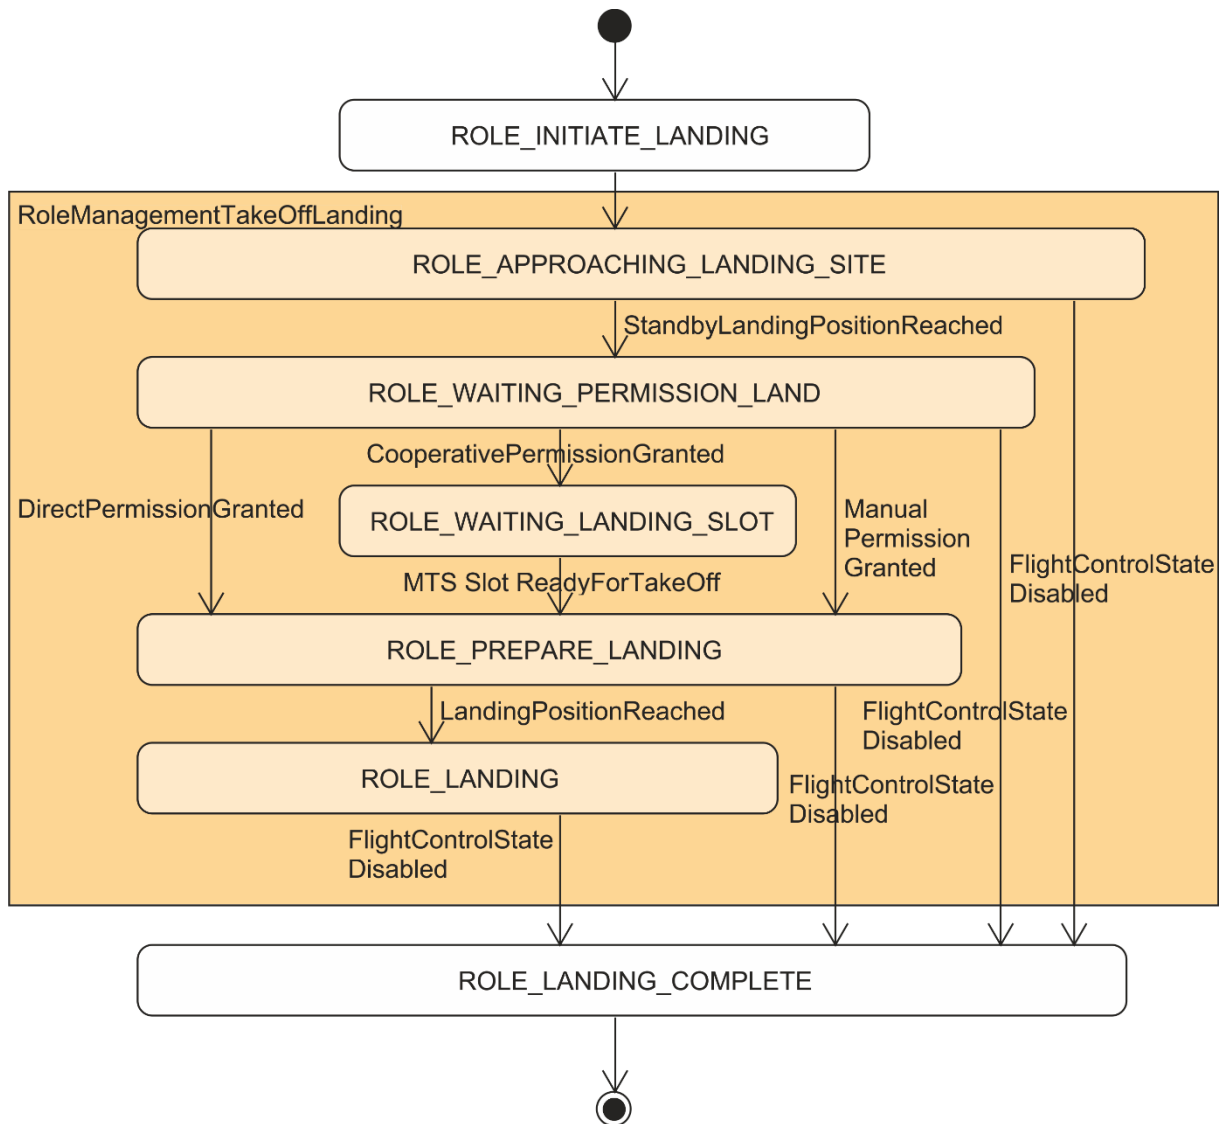 ROLE_INITIATE_LANDING
RoleManagementTakeOffLanding
ROLE_APPROACHING_LANDING_SITE
StandbyLandingPositionReached
ROLE_WAITING_PERMISSION_LAND
CooperativePermissionGranted
DirectPermissionGranted
ROLE_WAITING_LANDING_SLOT
Manual
Permission
Granted
FlightControlState
Disabled
MTS Slot ReadyForTakeOff
ROLE_PREPARE_LANDING
LandingPositionReached
FlightControlState
Disabled
ROLE_LANDING
FlightControlState
Disabled
FlightControlState
Disabled
ROLE_LANDING_COMPLETE